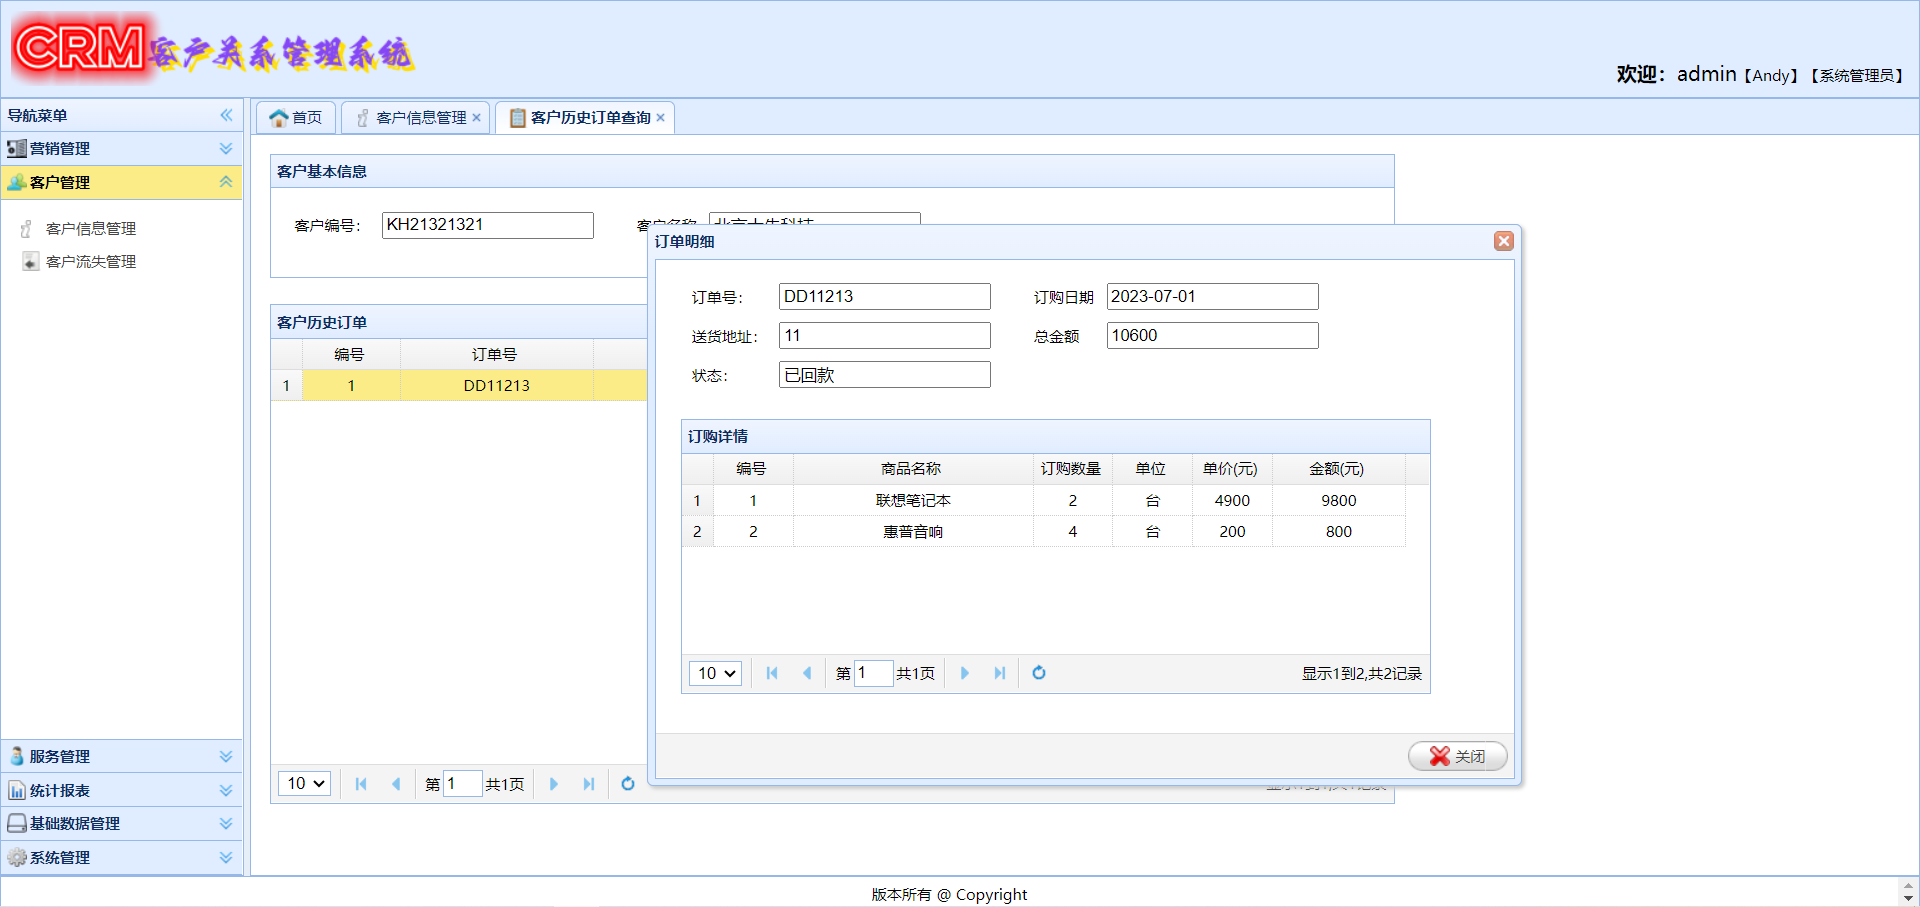 CRM客户关系管理系统
欢迎：admin【Andy】【系统管理员】
导航菜单
营销管理
客户管理
客户信息管理
客户流失管理
服务管理
统计报表
基础数据管理
系统管理
首页 客户信息管理 客户历史订单查询
客户基本信息
客户编号： KH21321321 客户名称
客户历史订单
编号 订单号
1 1 DD11213
10 第 1 共1页
订单明细
订单号： DD11213 订购日期 2023-07-01
送货地址： 11 总金额 10600
状态： 已回款
订购详情
编号 商品名称 订购数量 单位 单价(元) 金额(元)
1 1 联想笔记本 2 台 4900 9800
2 2 惠普音响 4 台 200 800
10 第 1 共1页 显示1到2,共2记录
关闭
版本所有 @ Copyright